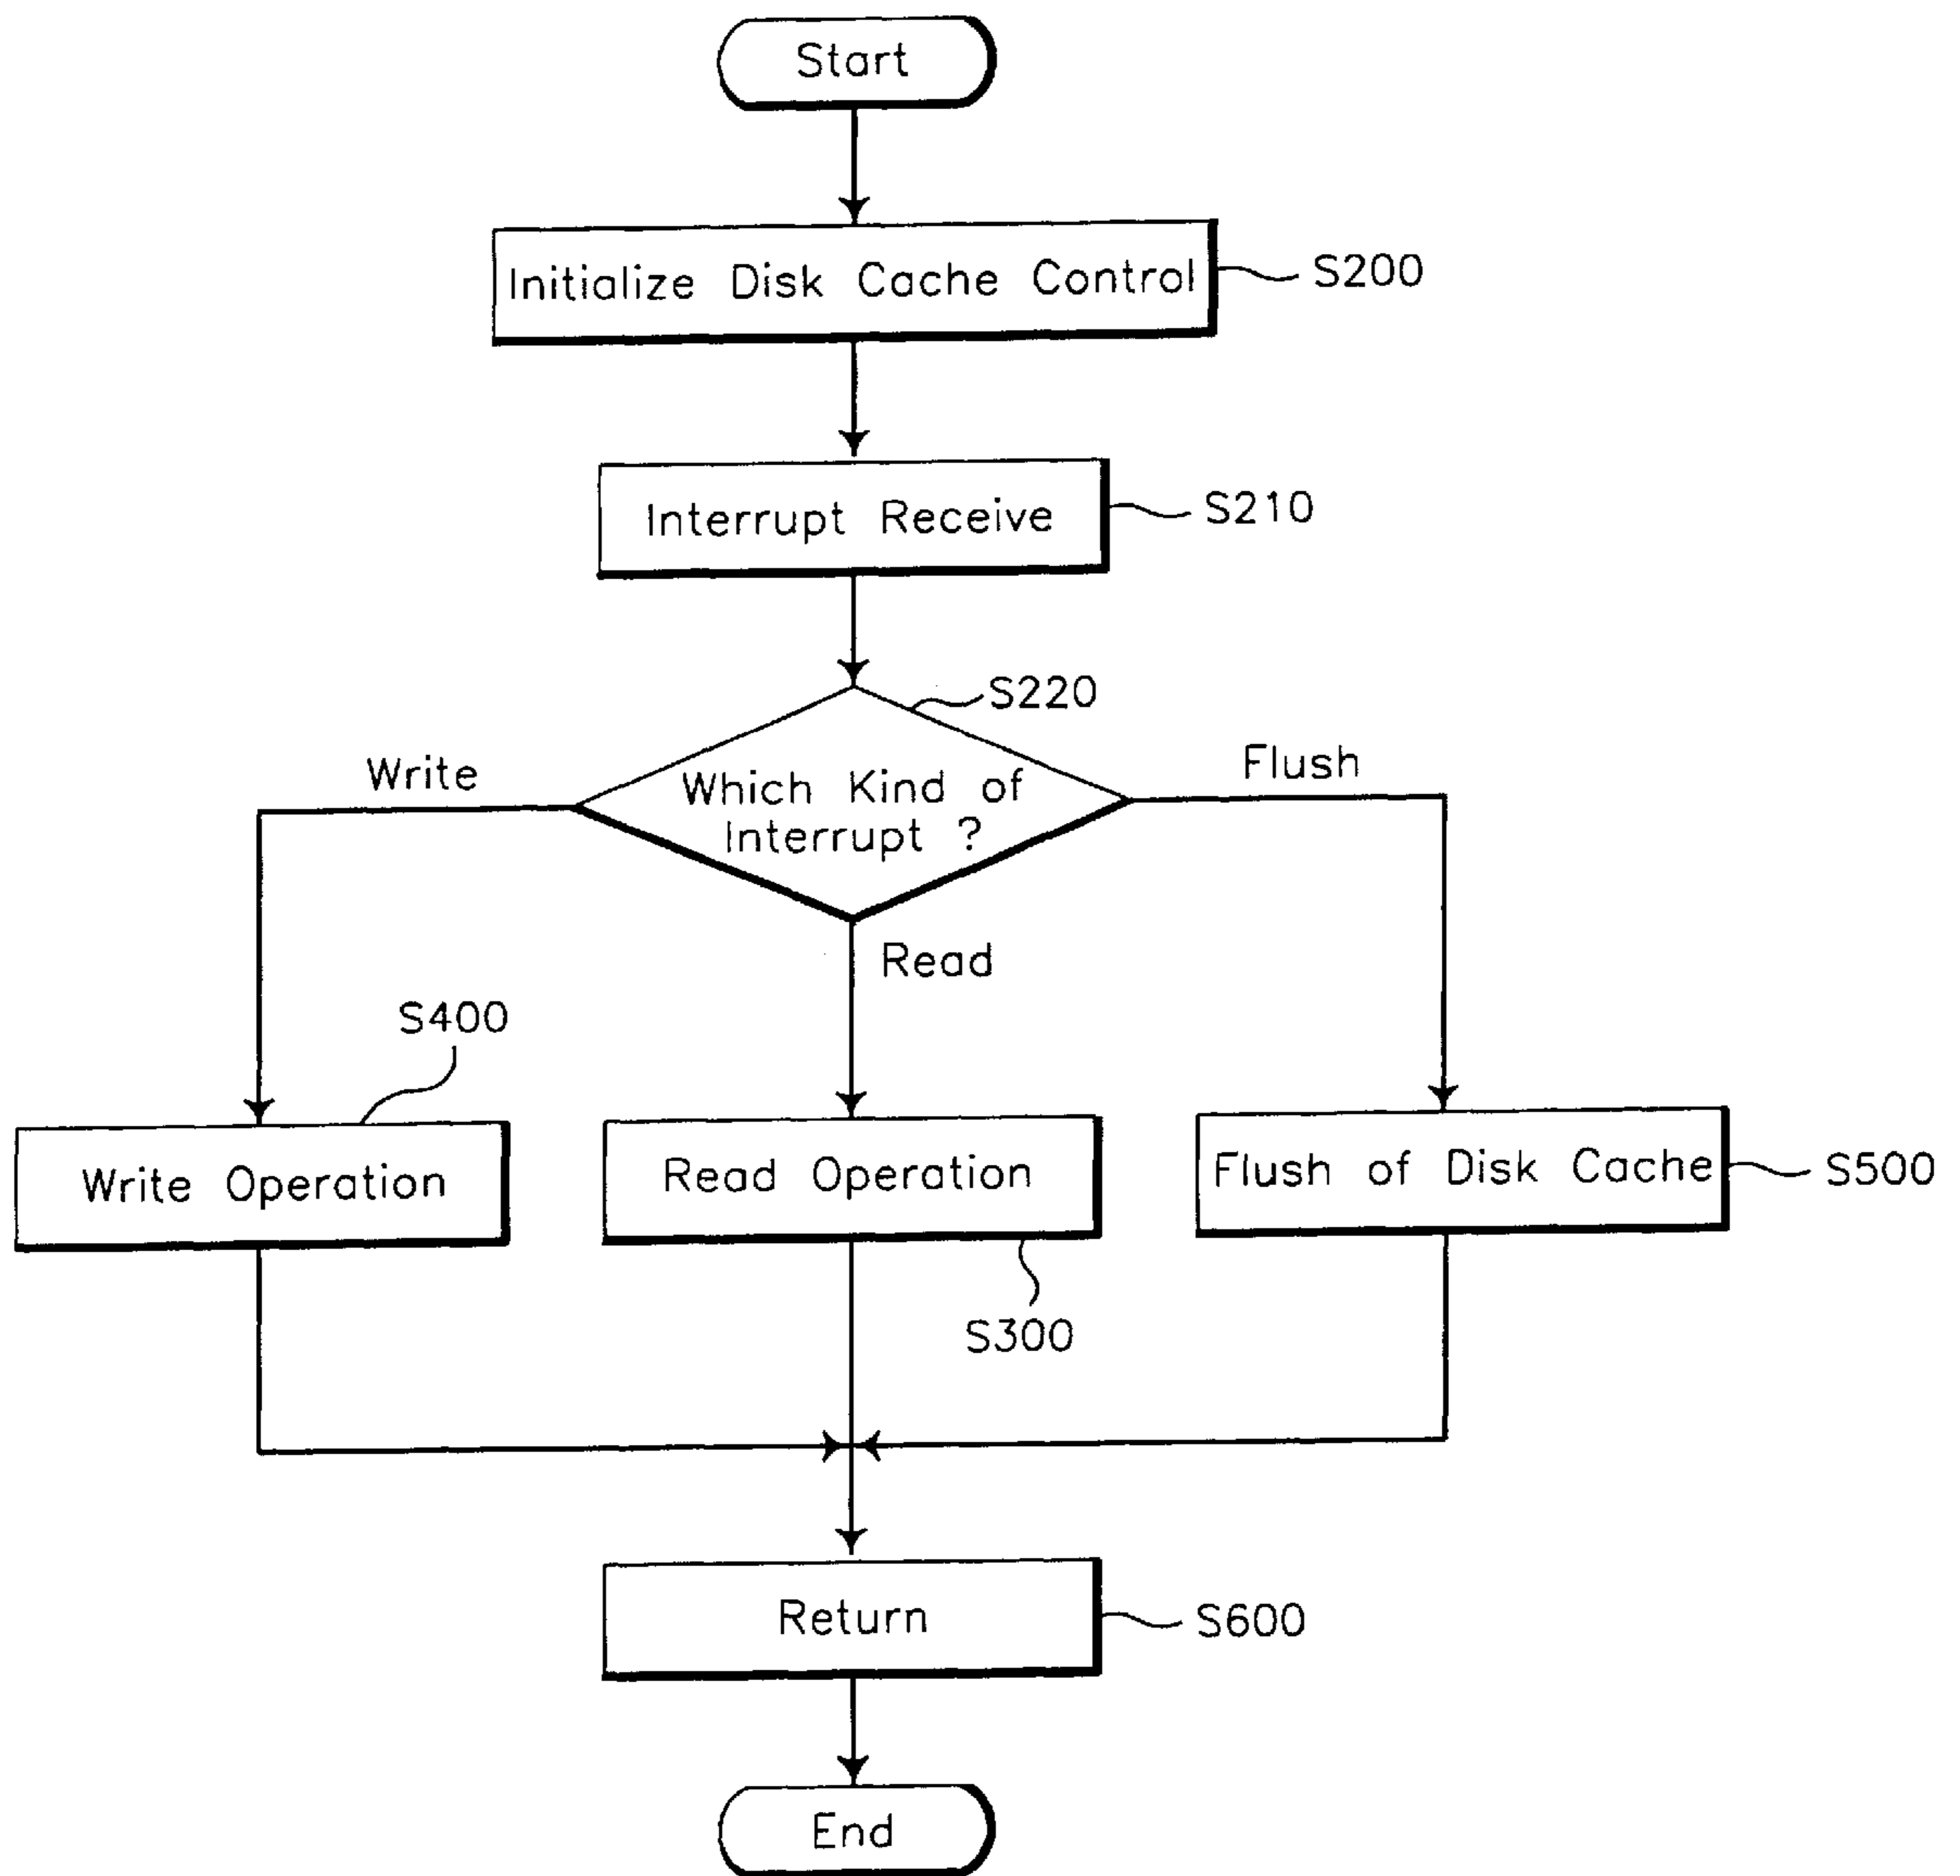 Start
Initialize Disk Cache Control
S200
Interrupt Receive
S210
S220
Write
Which Kind of
Interrupt ?
Flush
Read
S400
Write Operation
Read Operation
Flush of Disk Cache
S500
S300
Return
S600
End